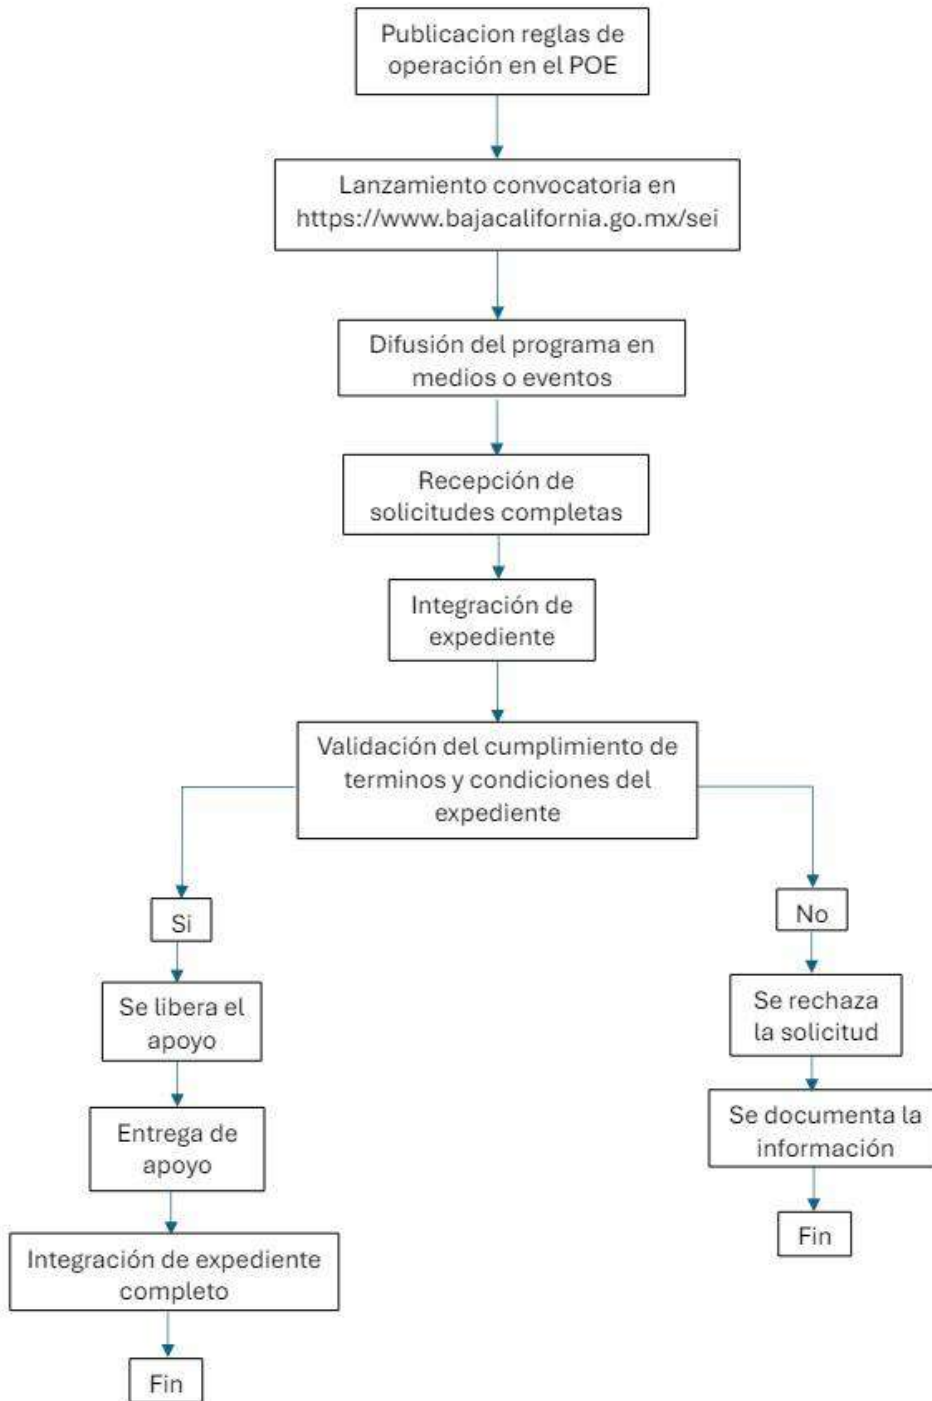 Publicacion reglas de
operación en el POE
Lanzamiento convocatoria en
https://www.bajacalifornia.go.mx/sei
Difusión del programa en
medios o eventos
Recepción de
solicitudes completas
Integración de
expediente
Validación del cumplimiento de
terminos y condiciones del
expediente
Si
Se libera el
apoyo
Entrega de
apoyo
Integración de expediente
completo
Fin
No
Se rechaza
la solicitud
Se documenta la
información
Fin